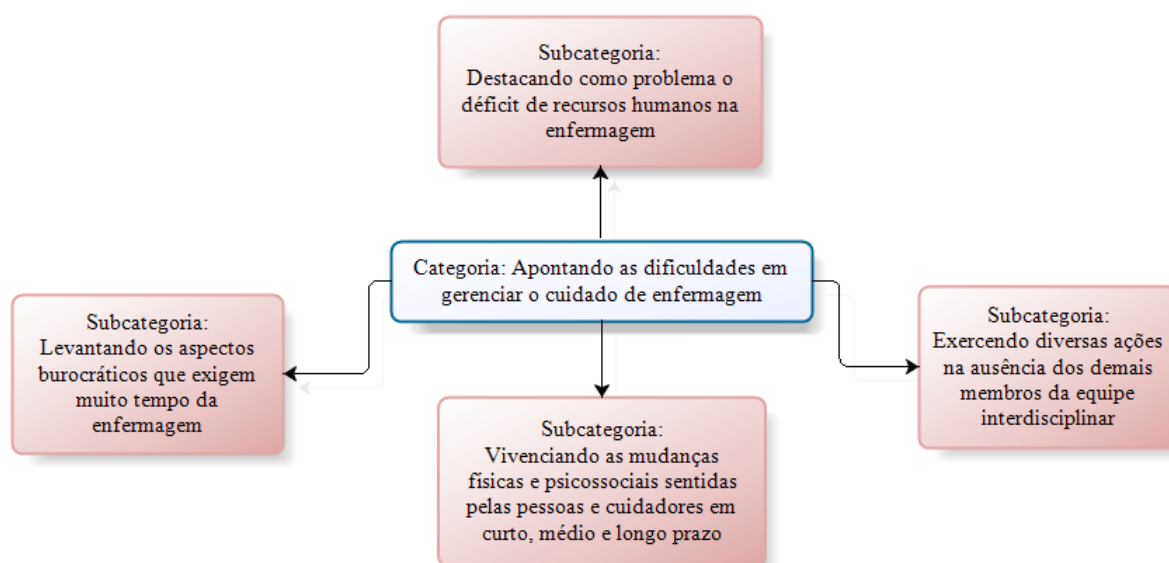 Subcategoria:
Destacando como problema o
déficit de recursos humanos na
enfermagem
Categoria: Apontando as dificuldades em
gerenciar o cuidado de enfermagem
Subcategoria:
Levantando os aspectos
burocráticos que exigem
muito tempo da
enfermagem
Subcategoria:
Exercendo diversas ações
na ausência dos demais
membros da equipe
interdisciplinar
Subcategoria:
Vivenciando as mudanças
físicas e psicossociais sentidas
pelas pessoas e cuidadores em
curto, médio e longo prazo